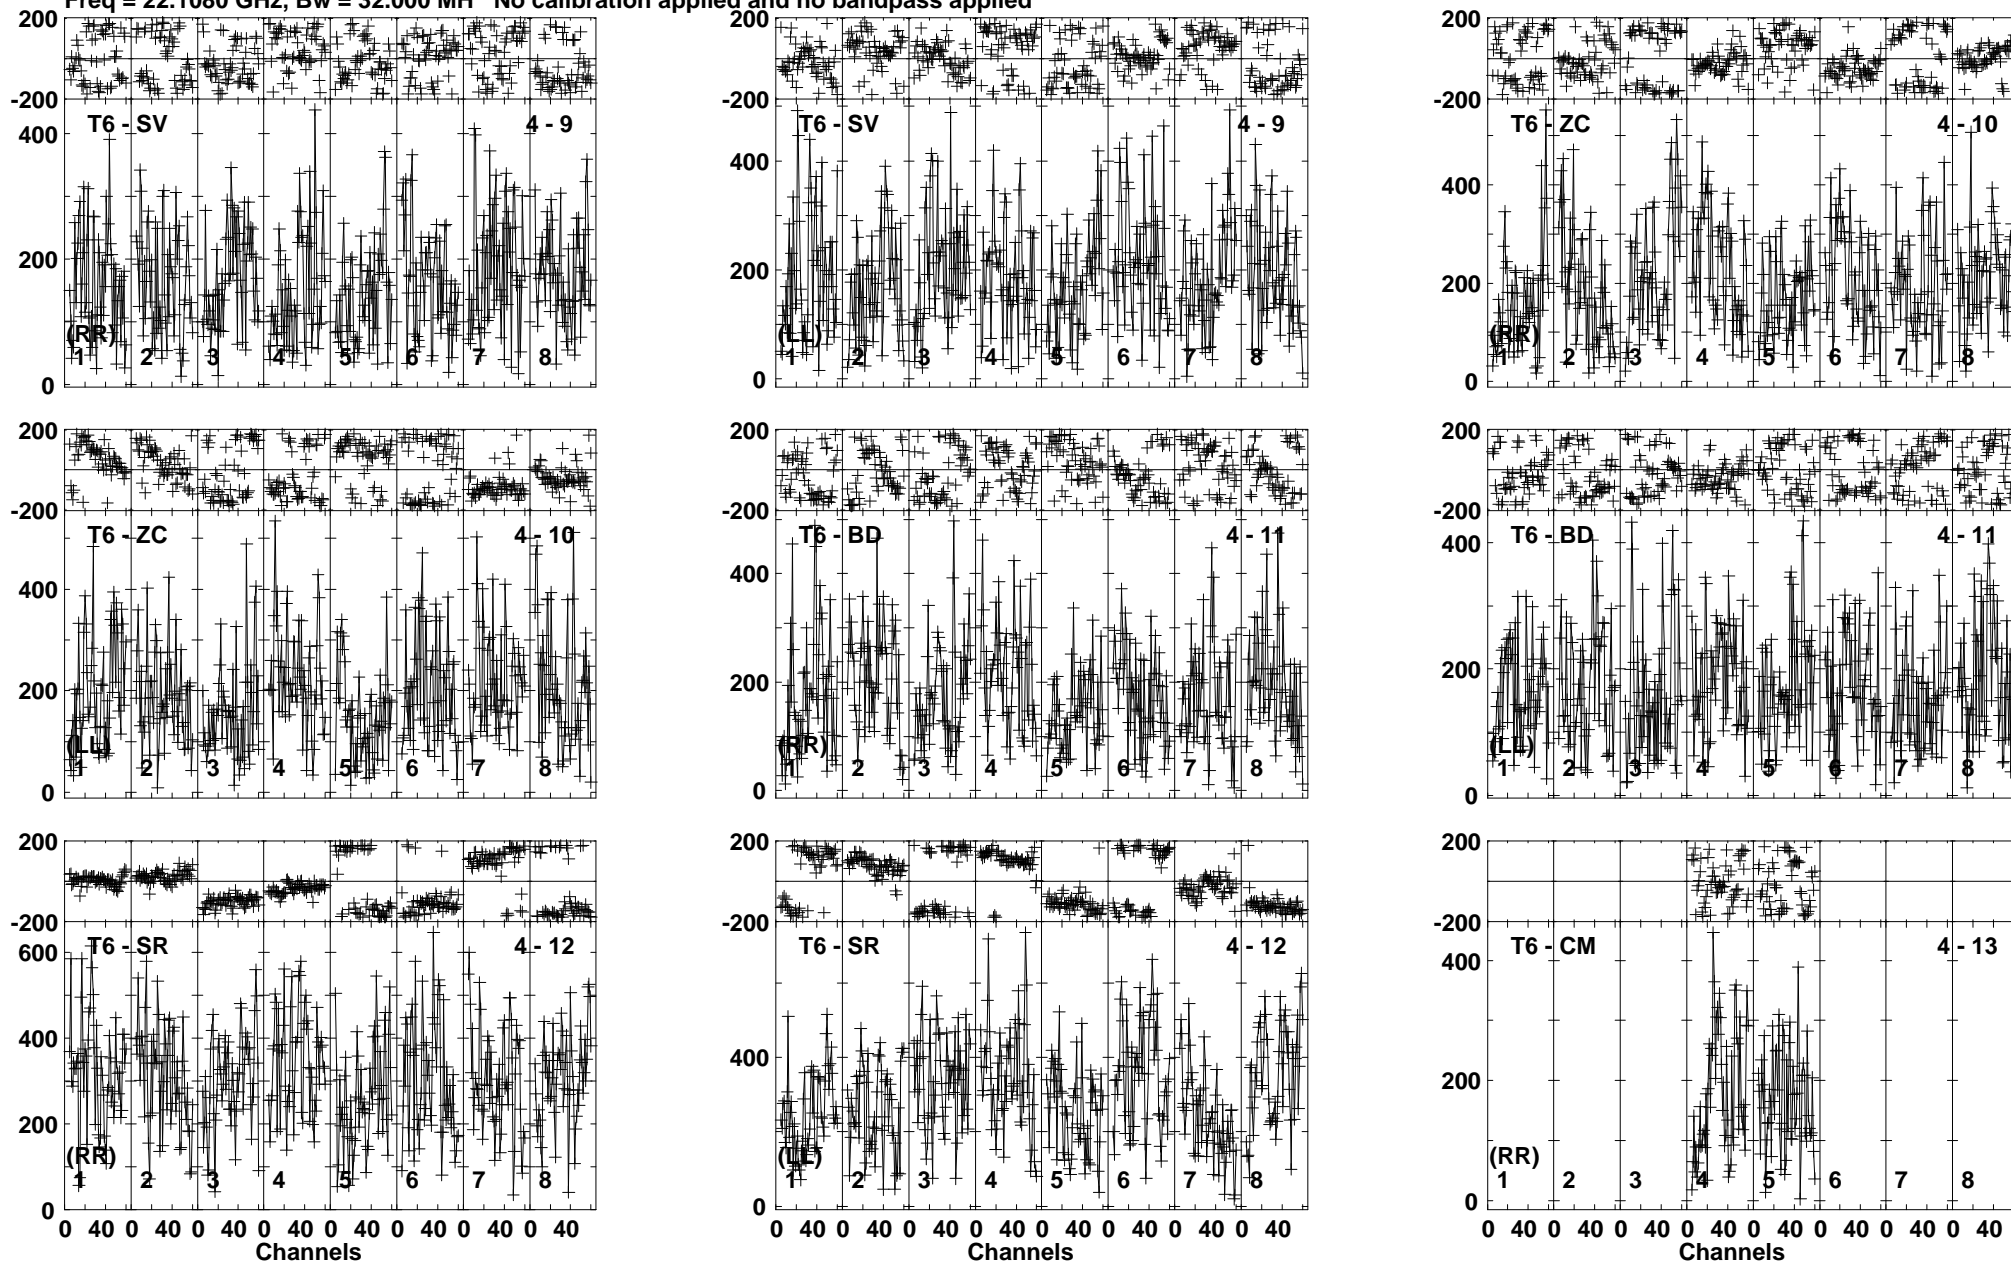 Freq = 22.1080 GHz, Bw = 32.000 MH No calibration applied and no bandpass applied
200 200 200
-200 -200 -200
T6 - SV 4 - 9 T6 - SV 4 - 9 T6 - ZC 4 - 10
400 400 400
200 200 200
(RR) (LL) (RR)
1 2 3 4 5 6 7 8 1 2 3 4 5 6 7 8 1 2 3 4 5 6 7 8
0 0 0
200 200 200
-200 -200 -200
T6 - ZC 4 - 10 T6 - BD 4 - 11 T6 - BD 4 - 11
400 400 400
200 200 200
(LL) (RR) (LL)
1 2 3 4 5 6 7 8 1 2 3 4 5 6 7 8 1 2 3 4 5 6 7 8
0 0 0
200 200 200
-200 -200 -200
T6 - SR 4 - 12 T6 - SR 4 - 12 T6 - CM 4 - 13
600 400 400
400 200
200
(RR) (LL) (RR)
1 2 3 4 5 6 7 8 1 2 3 4 5 6 7 8 1 2 3 4 5 6 7 8
0 0 0
0 40 0 40 0 40 0 40 0 40 0 40 0 40 0 40 0 40 0 40 0 40 0 40 0 40 0 40 0 40 0 40 0 40 0 40 0 40 0 40 0 40 0 40 0 40 0 40
Channels Channels Channels